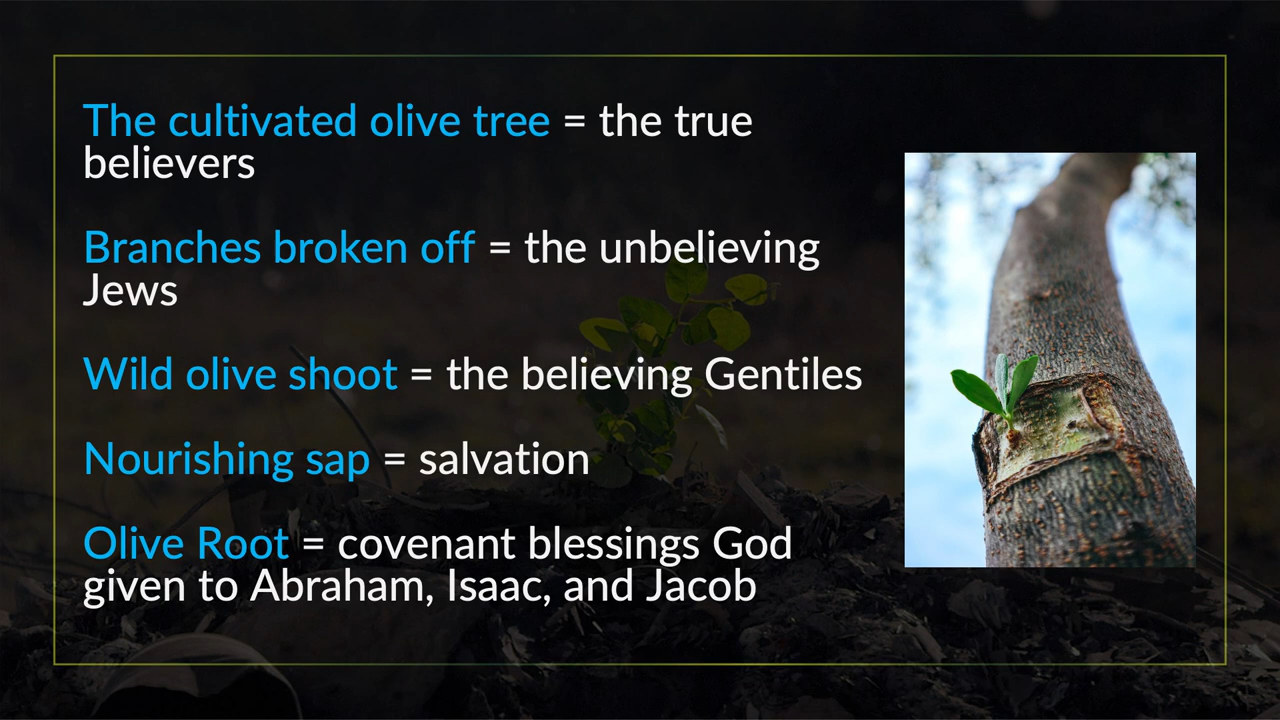 The cultivated olive tree = the true
believers
Branches broken off = the unbelieving
Jews
Wild olive shoot = the believing Gentiles
Nourishing sap = salvation
Olive Root = covenant blessings God
given to Abraham, Isaac, and Jacob